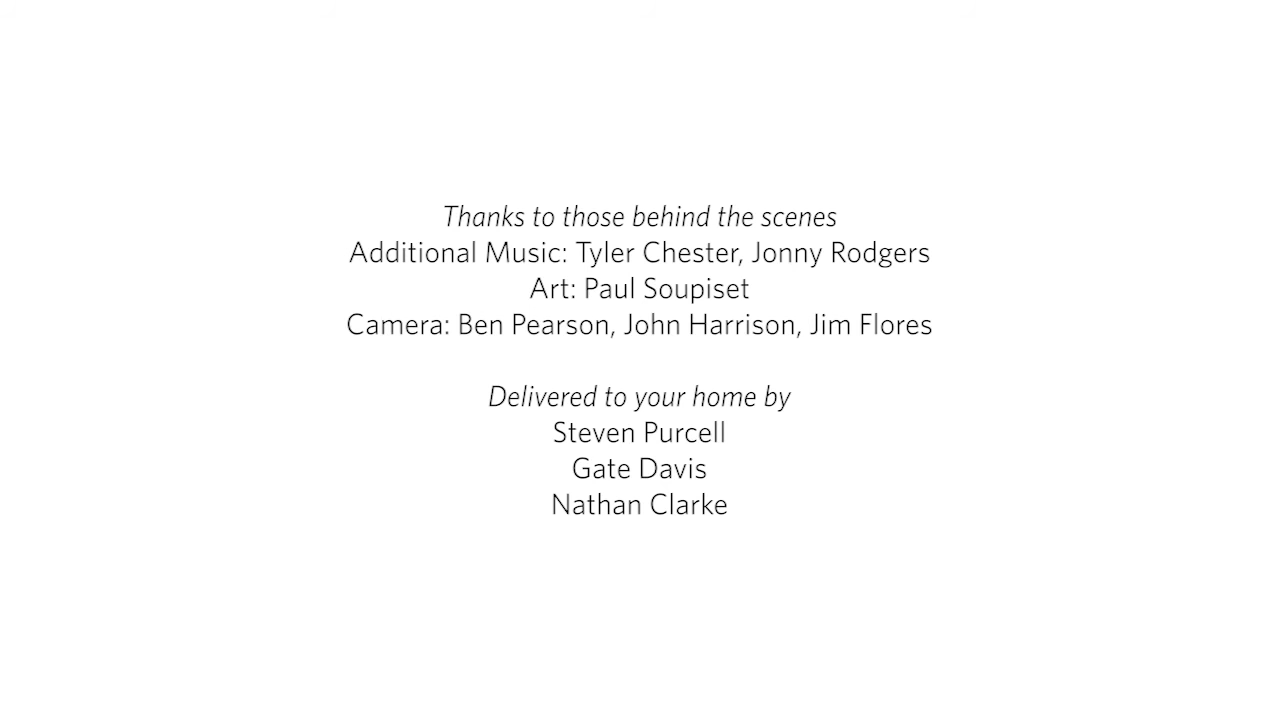 Thanks to those behind the scenes
Additional Music: Tyler Chester, Jonny Rodgers
Art: Paul Soupiset
Camera: Ben Pearson, John Harrison, Jim Flores
Delivered to your home by
Steven Purcell
Gate Davis
Nathan Clarke